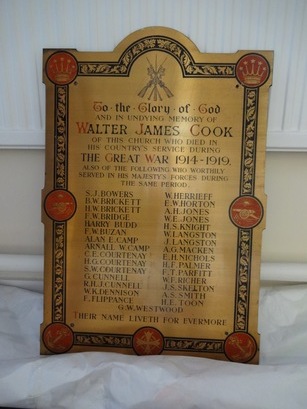 To · the · Glory · of · God
AND IN UNDYING MEMORY OF
WALTER JAMES COOK
OF THIS CHURCH WHO DIED IN
HIS COUNTRY'S SERVICE DURING
THE GREAT WAR 1914-1919.
ALSO OF THE FOLLOWING WHO WORTHILY
SERVED IN HIS MAJESTY'S FORCES DURING
THE SAME PERIOD.
S.J.BOWERS
B.W.BRICKETT
H.W.BRICKETT
F.W.BRIDGE
HARRY BUDD
F.W.BUZAN
ALAN E.CAMP
ARNALL W.CAMP
C.E.COURTENAY
H.G.COURTENAY
S.W.COURTENAY
G.CUNNELL
R.H.J.CUNNELL
W.K.DENNISON
F.FLIPPANCE
W.HERRIEFF
E.W.HORTON
A.H.JONES
W.E.JONES
H.S.KNIGHT
W.LANGSTON
J.LANGSTON
A.G.MACKEN
E.H.NICHOLS
H.F.PALMER
F.T.PARFITT
W.F.RICHER
J.S.SKELTON
A.S.SMITH
H.E.TOON
G.W.WESTWOOD
THEIR NAME LIVETH FOR EVERMORE